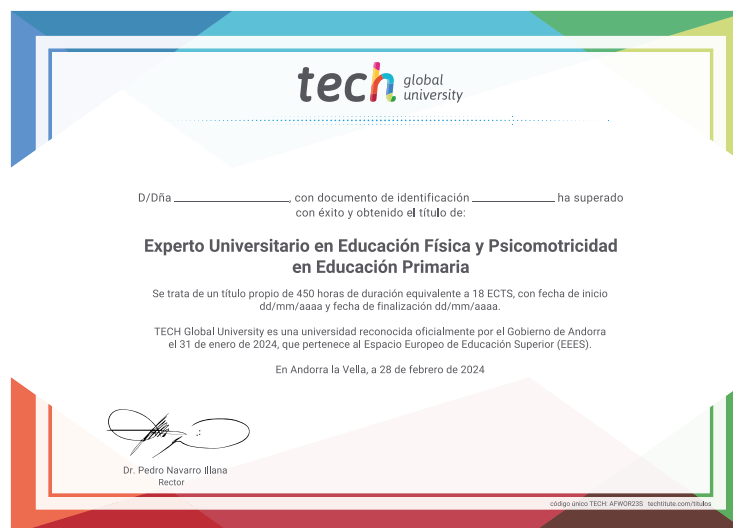 tech global university
D/Dña ____________________, con documento de identificación ______________ ha superado
con éxito y obtenido el título de:
Experto Universitario en Educación Física y Psicomotricidad
en Educación Primaria
Se trata de un título propio de 450 horas de duración equivalente a 18 ECTS, con fecha de inicio
dd/mm/aaaa y fecha de finalización dd/mm/aaaa.
TECH Global University es una universidad reconocida oficialmente por el Gobierno de Andorra
el 31 de enero de 2024, que pertenece al Espacio Europeo de Educación Superior (EEES).
En Andorra la Vella, a 28 de febrero de 2024
Dr. Pedro Navarro Illana
Rector
código único TECH: AFWOR23S techtitute.com/titulos